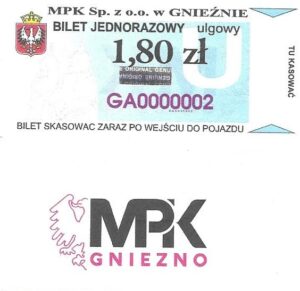 MPK Sp. z o.o. w GNIEŹNIE
BILET JEDNORAZOWY ulgowy
1,80 zł
GA0000002
BILET SKASOWAĆ ZARAZ PO WEJŚCIU DO POJAZDU
TU KASOWAĆ
MPK
GNIEZNO